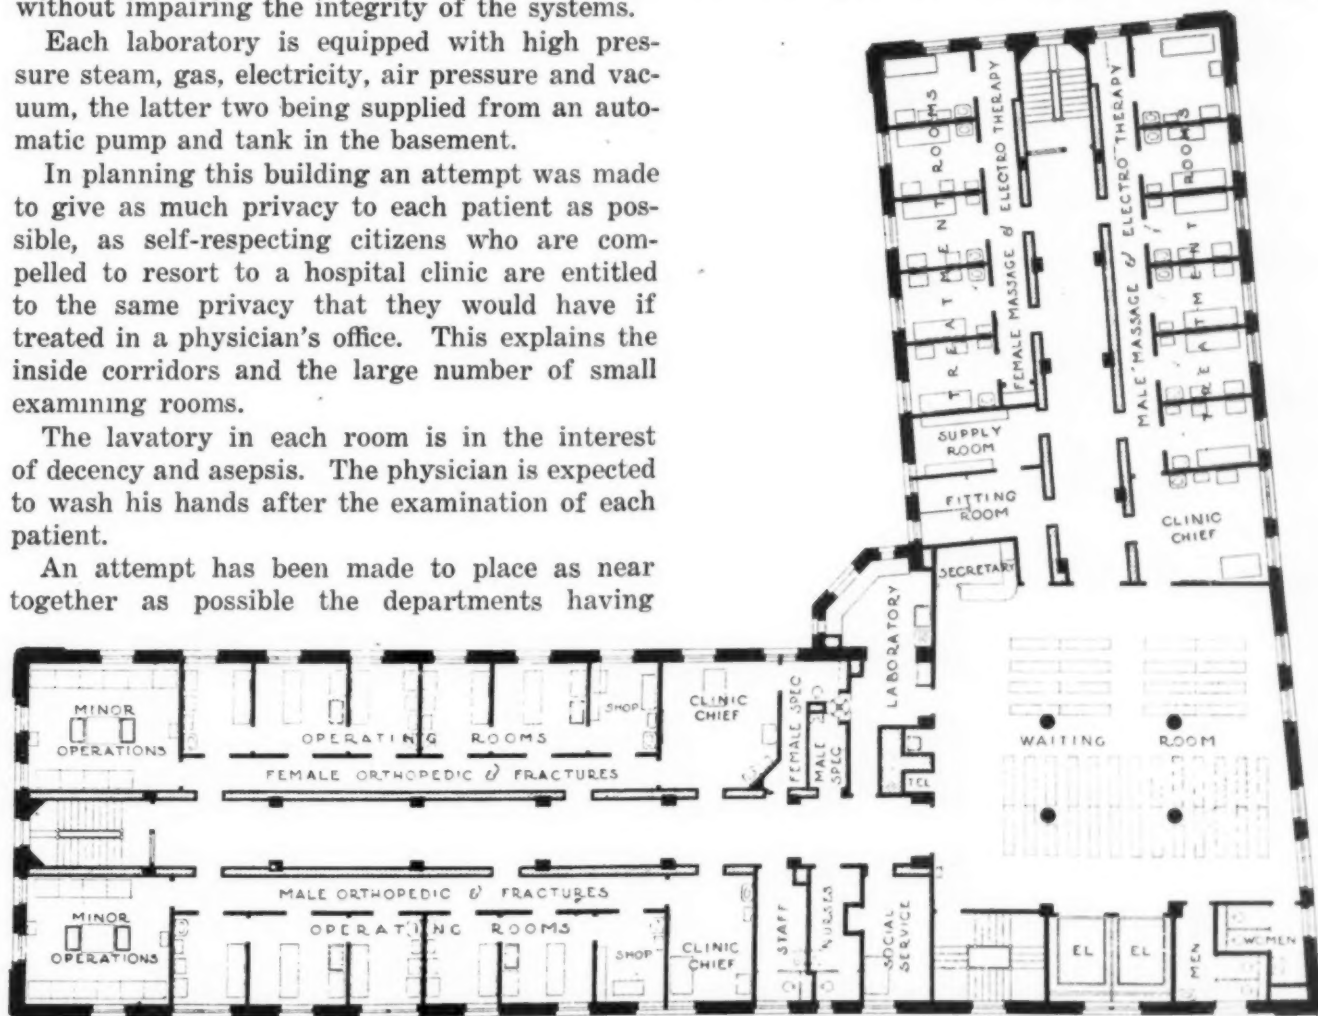 without impairing the integrity of the systems.
Each laboratory is equipped with high pres-
sure steam, gas, electricity, air pressure and vac-
uum, the latter two being supplied from an auto-
matic pump and tank in the basement.
In planning this building an attempt was made
to give as much privacy to each patient as pos-
sible, as self-respecting citizens who are com-
pelled to resort to a hospital clinic are entitled
to the same privacy that they would have if
treated in a physician's office. This explains the
inside corridors and the large number of small
examining rooms.
The lavatory in each room is in the interest
of decency and asepsis. The physician is expected
to wash his hands after the examination of each
patient.
An attempt has been made to place as near
together as possible the departments having
TREATMENT ROOMS
FEMALE MASSAGE & ELECTRO THERAPY
MALE MASSAGE & ELECTRO THERAPY
TREATMENT ROOMS
SUPPLY
ROOM
FITTING
ROOM
CLINIC
CHIEF
SECRETARY
LABORATORY
WAITING ROOM
TEL
MINOR
OPERATIONS
OPERATING ROOMS
SHOP
CLINIC
CHIEF
FEMALE SPEC
MALE
SPEC
FEMALE ORTHOPEDIC & FRACTURES
MALE ORTHOPEDIC & FRACTURES
MINOR
OPERATIONS
OPERATING ROOMS
SHOP
CLINIC
CHIEF
STAFF
NURSES
SOCIAL
SERVICE
EL
EL
MEN
WOMEN